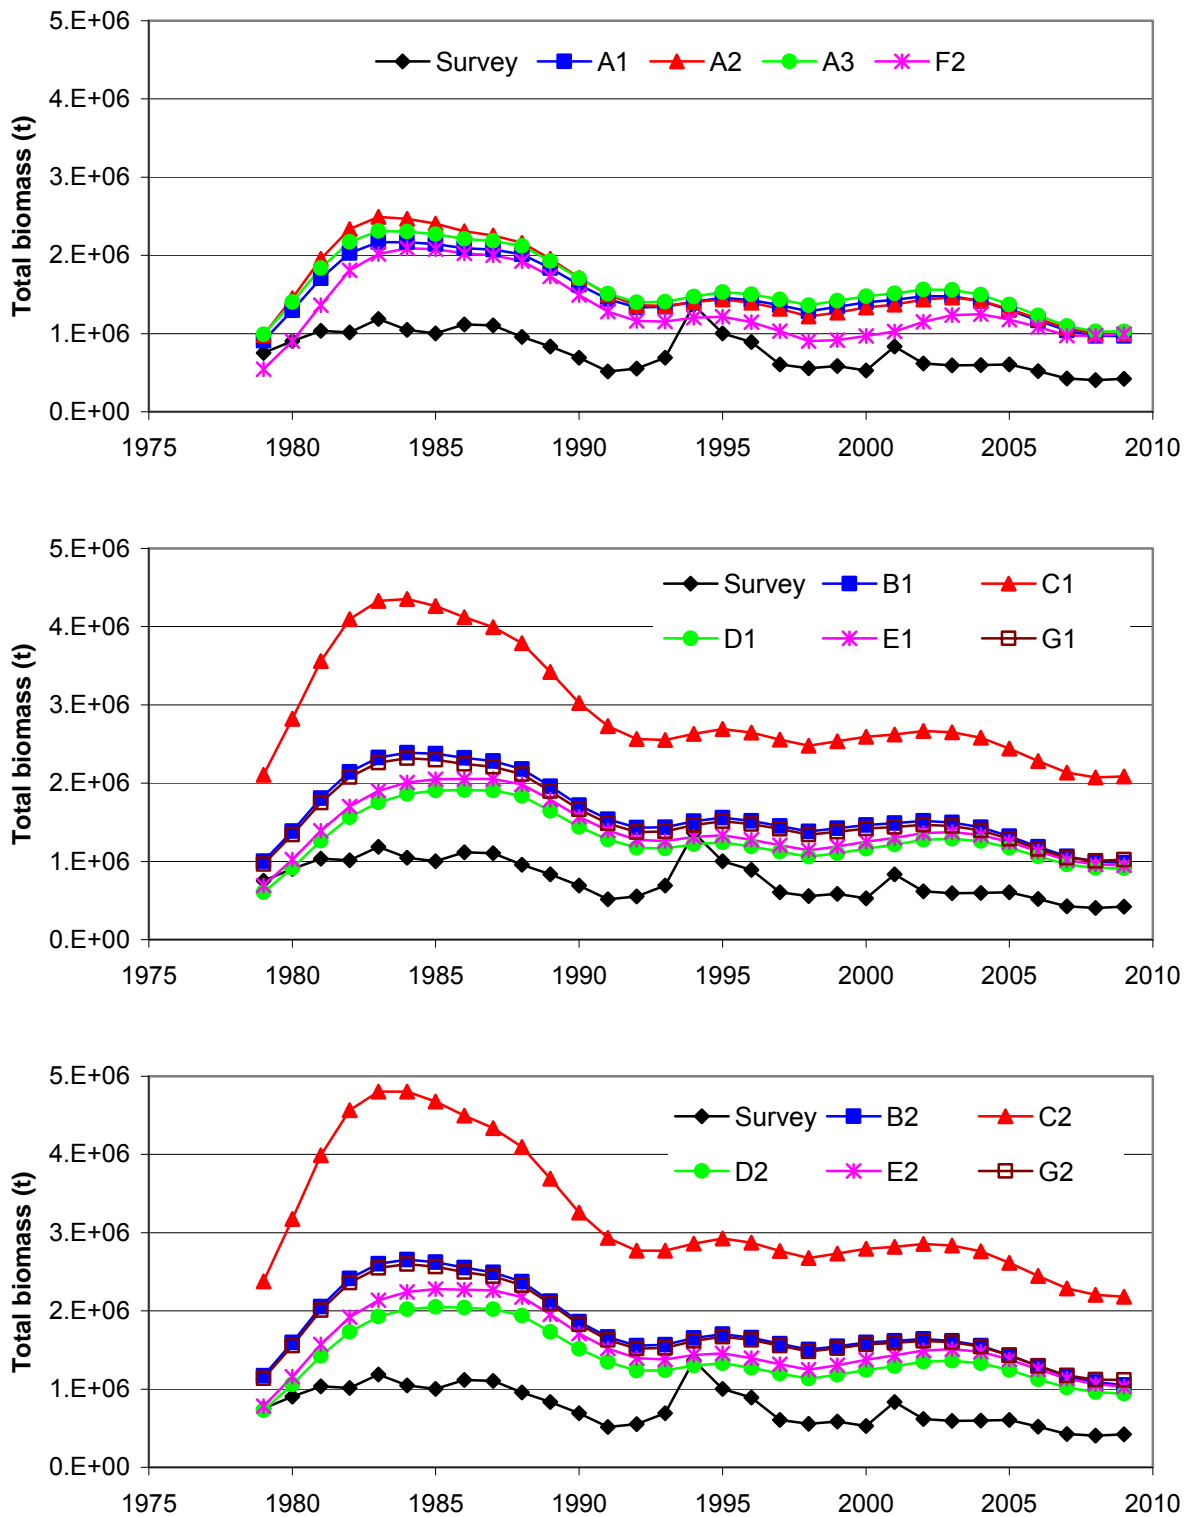 5.E+06
Survey A1 A2 A3 F2
4.E+06
3.E+06
2.E+06
1.E+06
0.E+00
Total biomass (t)
1975 1980 1985 1990 1995 2000 2005 2010
5.E+06
Survey B1 C1
D1 E1 G1
4.E+06
3.E+06
2.E+06
1.E+06
0.E+00
Total biomass (t)
1975 1980 1985 1990 1995 2000 2005 2010
5.E+06
Survey B2 C2
D2 E2 G2
4.E+06
3.E+06
2.E+06
1.E+06
0.E+00
Total biomass (t)
1975 1980 1985 1990 1995 2000 2005 2010